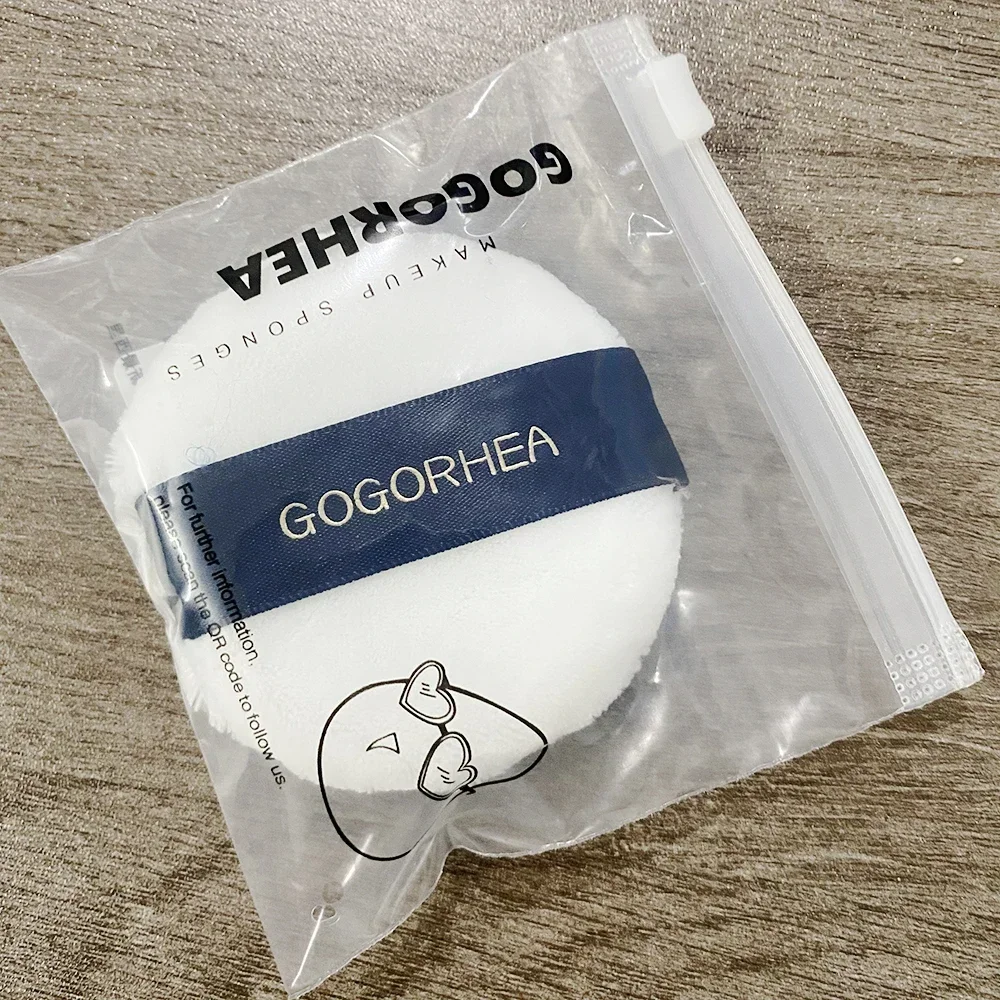 GOGORHEA
MAKEUP SPONGES
GOGORHEA
For further information,
please scan the QR code to follow us.